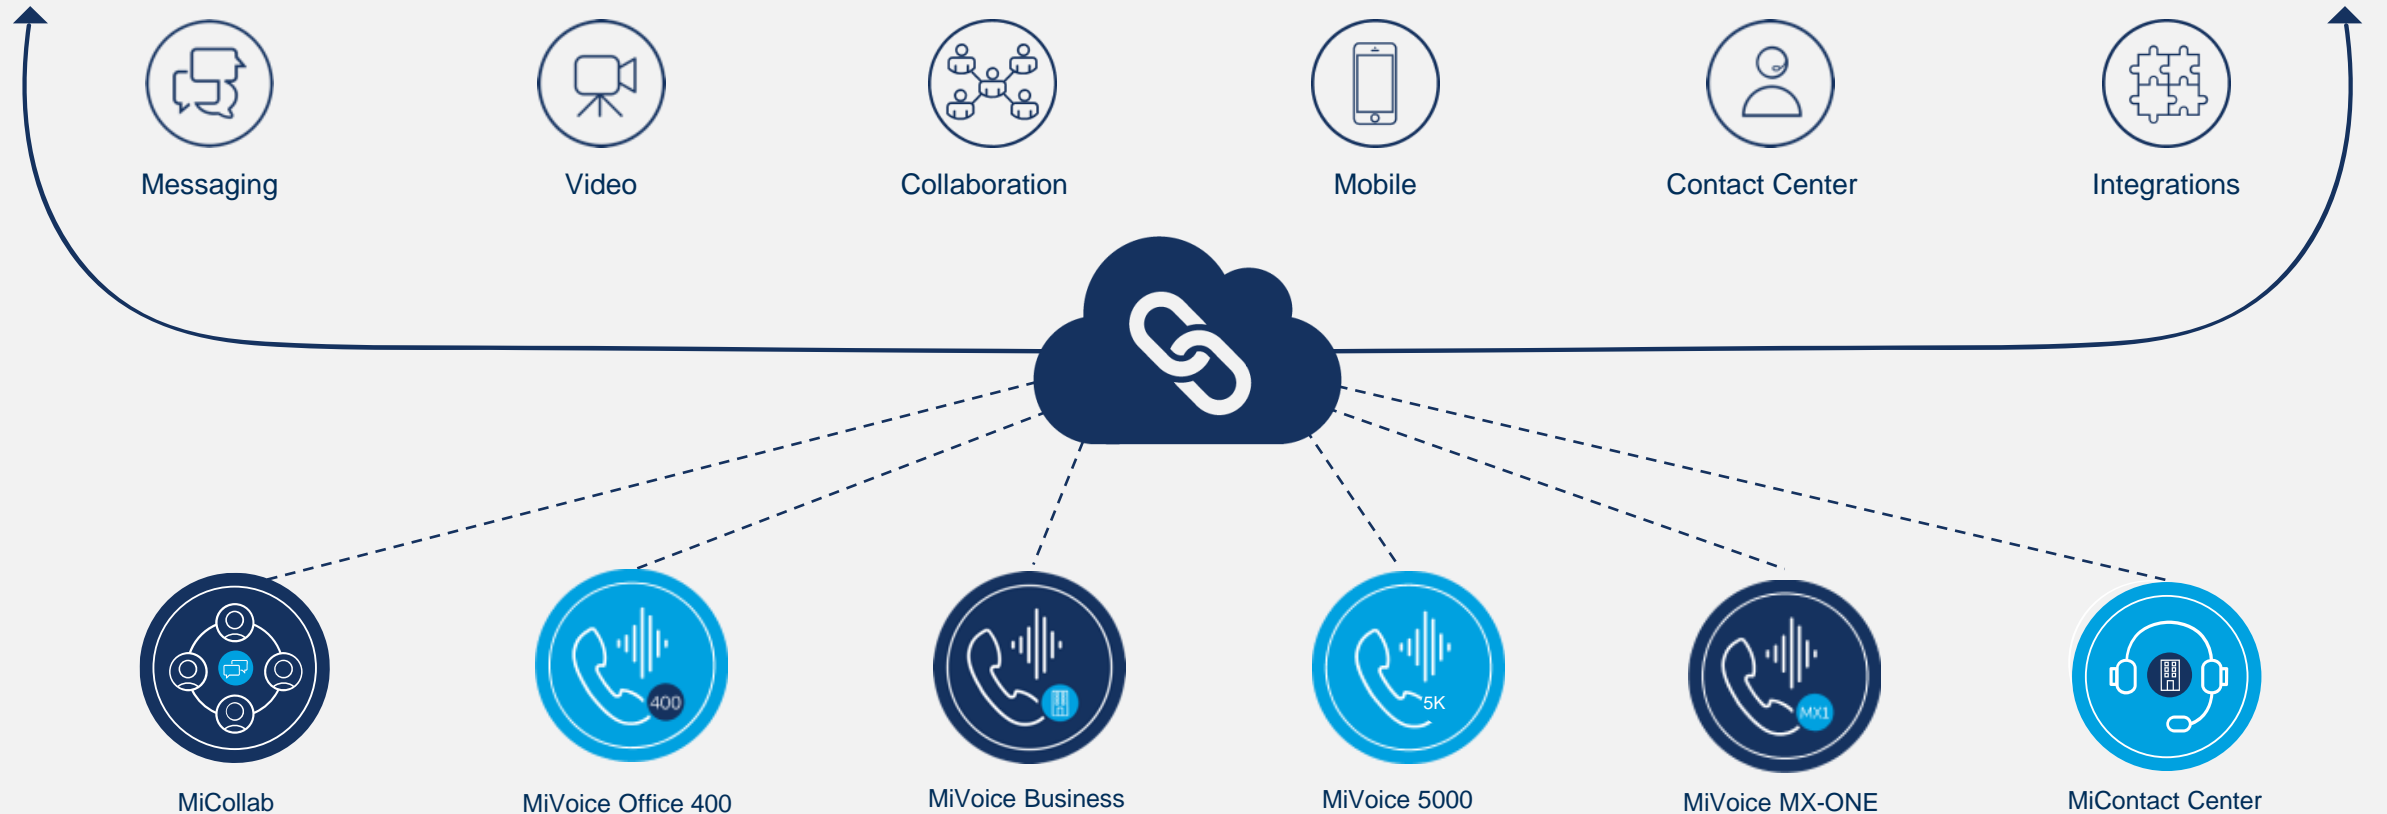 Messaging
Video
Collaboration
Mobile
Contact Center
Integrations
400
5K
MX1
MiCollab
MiVoice Office 400
MiVoice Business
MiVoice 5000
MiVoice MX-ONE
MiContact Center